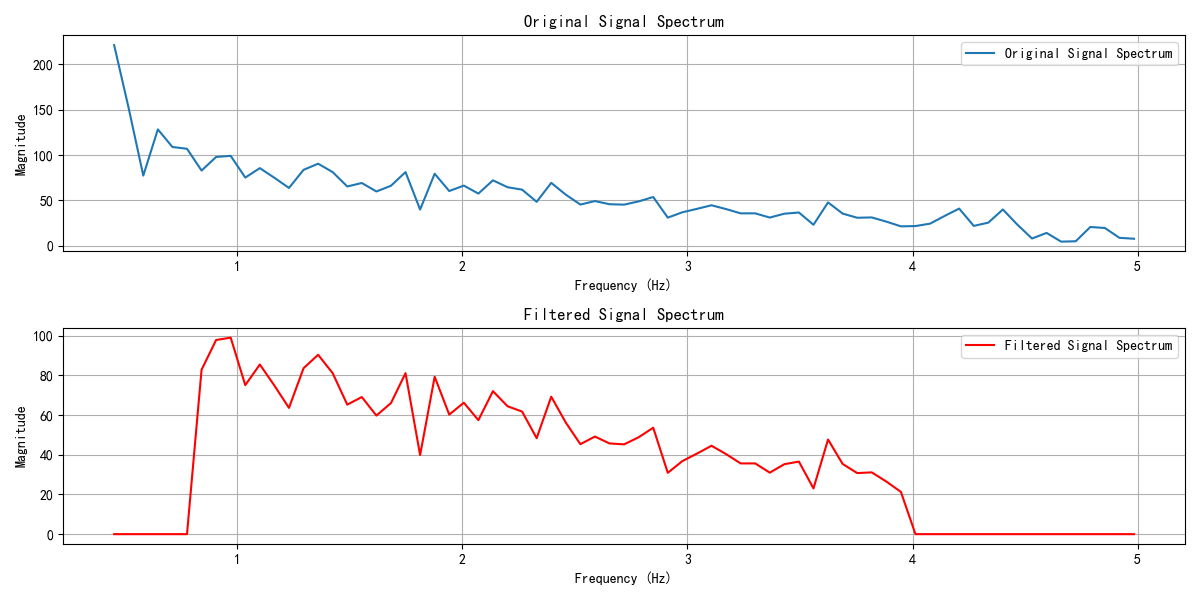 Original Signal Spectrum
Original Signal Spectrum
Magnitude
200
150
100
50
0
1 2 3 4 5
Frequency (Hz)
Filtered Signal Spectrum
Filtered Signal Spectrum
Magnitude
100
80
60
40
20
0
1 2 3 4 5
Frequency (Hz)